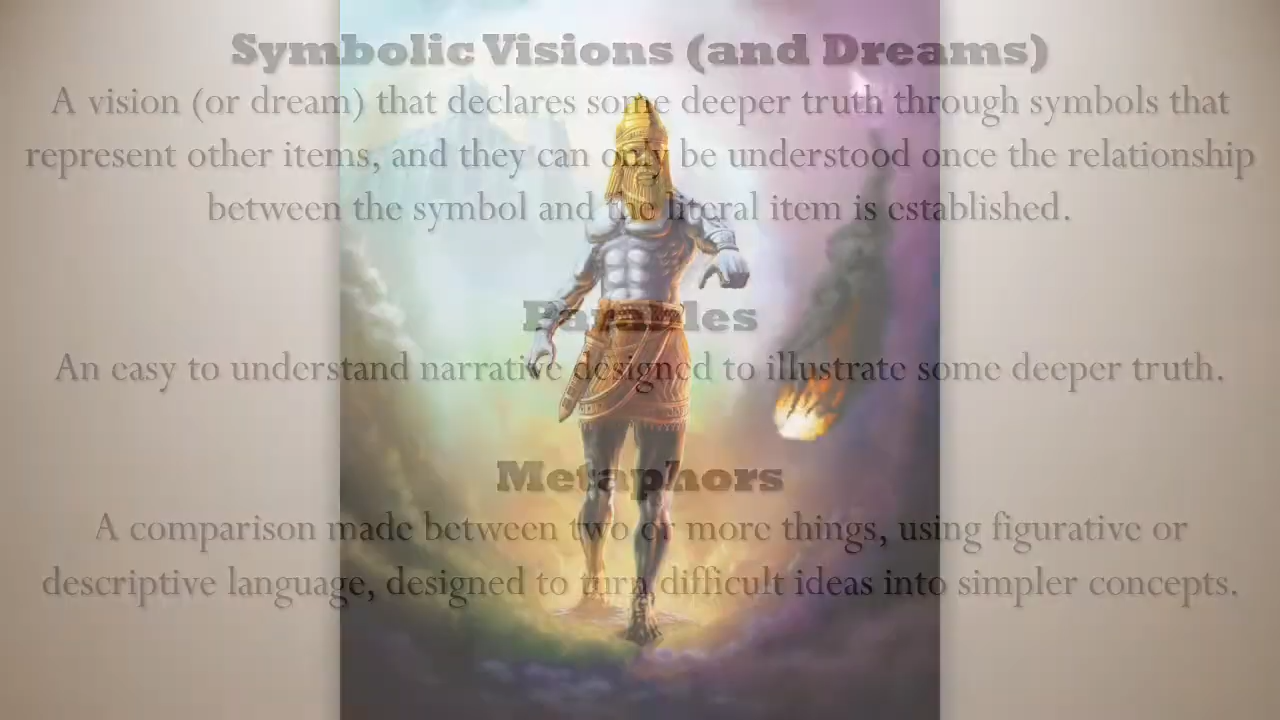 Symbolic Visions (and Dreams)
A vision (or dream) that declares some deeper truth through symbols that
represent other items, and they can only be understood once the relationship
between the symbol and the literal item is established.
Parables
An easy to understand narrative designed to illustrate some deeper truth.
Metaphors
A comparison made between two or more things, using figurative or
descriptive language, designed to turn difficult ideas into simpler concepts.